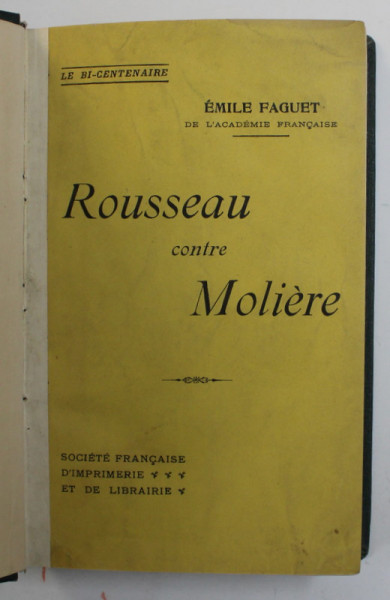 LE BI-CENTENAIRE
ÉMILE FAGUET
DE L'ACADÉMIE FRANÇAISE
Rousseau
contre
Molière
SOCIÉTÉ FRANÇAISE
D'IMPRIMERIE
ET DE LIBRAIRIE